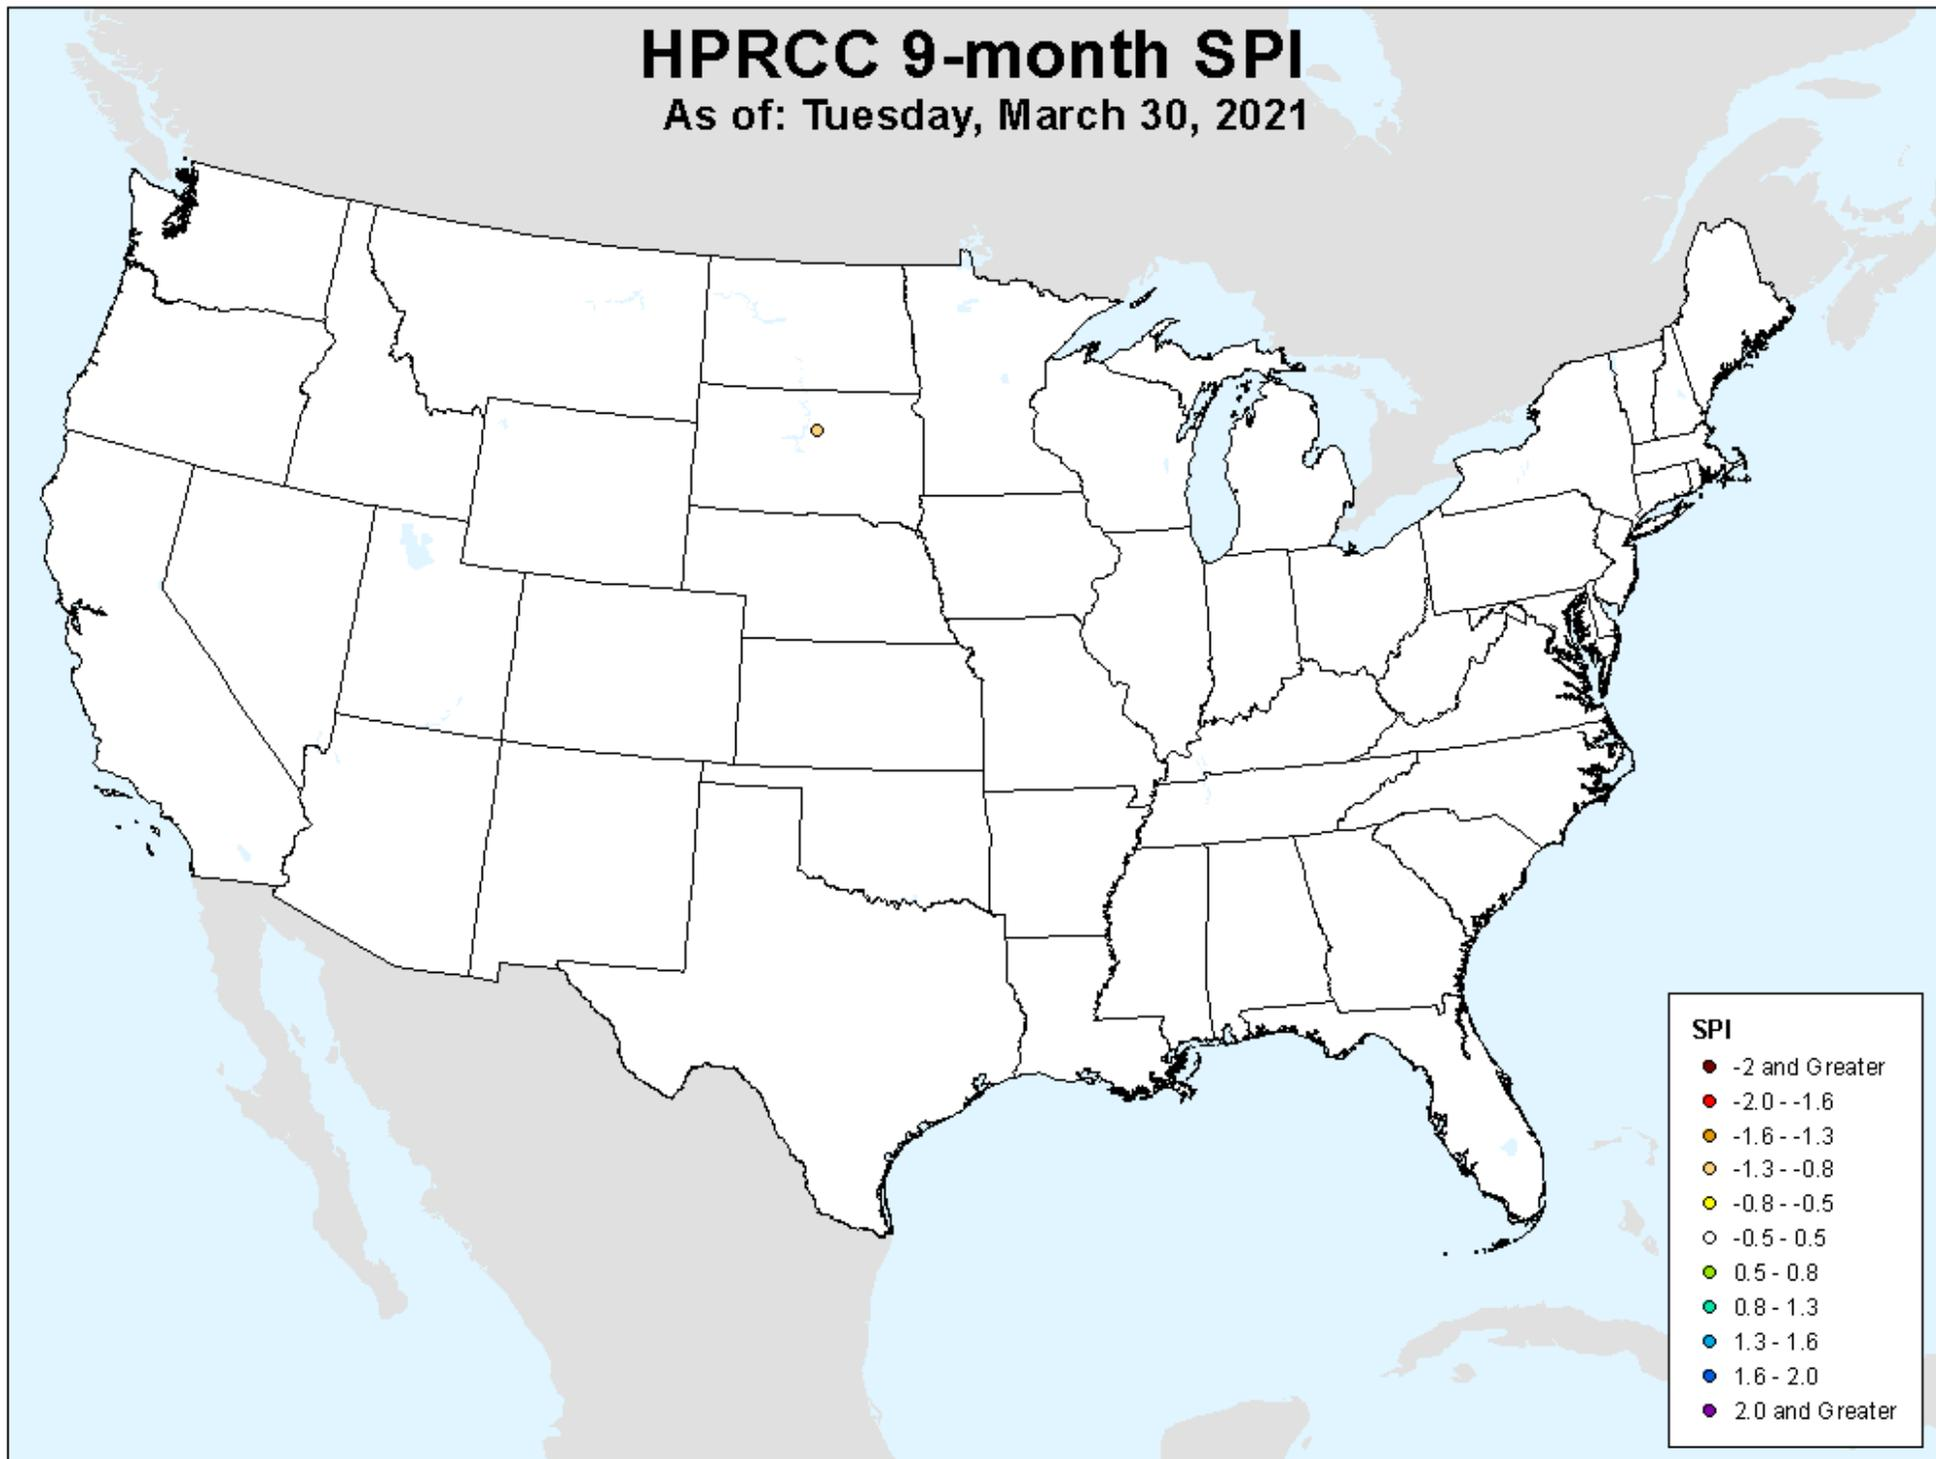 HPRCC 9-month SPI
As of: Tuesday, March 30, 2021
SPI
-2 and Greater
-2.0 - -1.6
-1.6 - -1.3
-1.3 - -0.8
-0.8 - -0.5
-0.5 - 0.5
0.5 - 0.8
0.8 - 1.3
1.3 - 1.6
1.6 - 2.0
2.0 and Greater